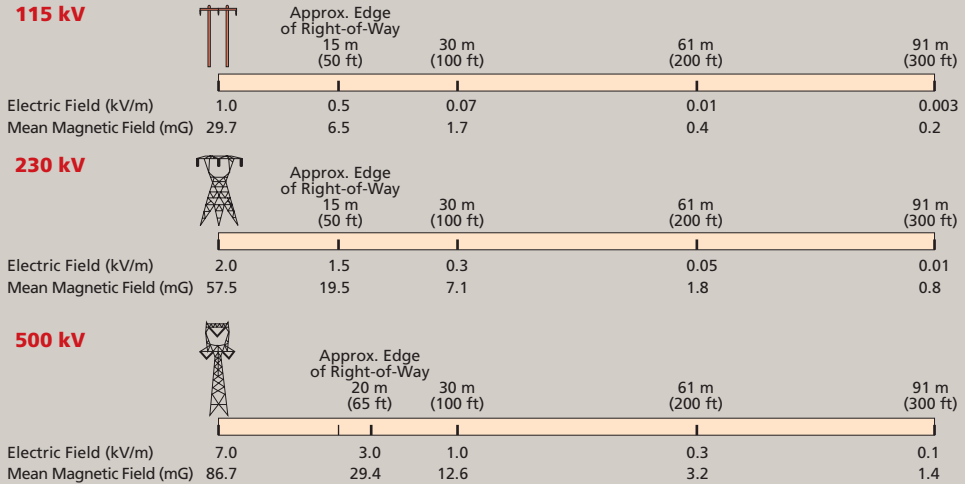 115 kV
Approx. Edge
of Right-of-Way
15 m 30 m 61 m 91 m
(50 ft) (100 ft) (200 ft) (300 ft)
Electric Field (kV/m) 1.0 0.5 0.07 0.01 0.003
Mean Magnetic Field (mG) 29.7 6.5 1.7 0.4 0.2
230 kV
Approx. Edge
of Right-of-Way
15 m 30 m 61 m 91 m
(50 ft) (100 ft) (200 ft) (300 ft)
Electric Field (kV/m) 2.0 1.5 0.3 0.05 0.01
Mean Magnetic Field (mG) 57.5 19.5 7.1 1.8 0.8
500 kV
Approx. Edge
of Right-of-Way
20 m 30 m 61 m 91 m
(65 ft) (100 ft) (200 ft) (300 ft)
Electric Field (kV/m) 7.0 3.0 1.0 0.3 0.1
Mean Magnetic Field (mG) 86.7 29.4 12.6 3.2 1.4